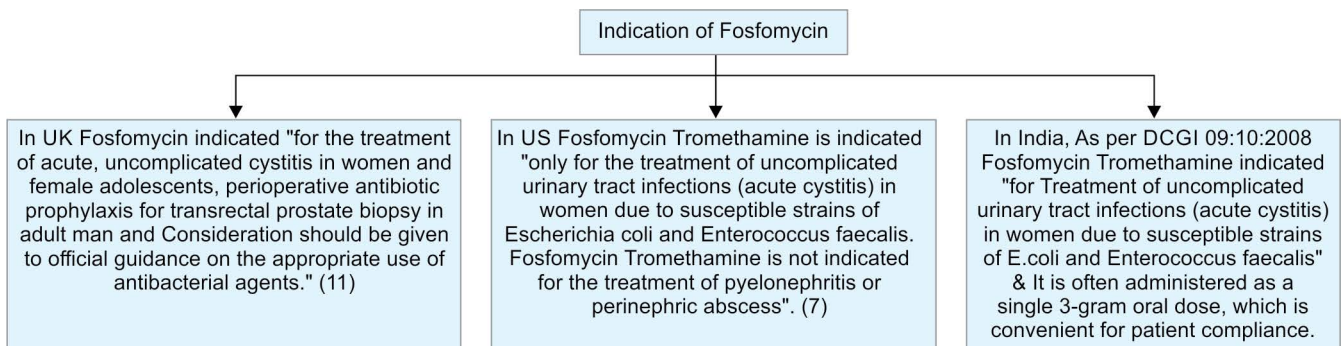 Indication of Fosfomycin
In UK Fosfomycin indicated "for the treatment
of acute, uncomplicated cystitis in women and
female adolescents, perioperative antibiotic
prophylaxis for transrectal prostate biopsy in
adult man and Consideration should be given
to official guidance on the appropriate use of
antibacterial agents." (11)
In US Fosfomycin Tromethamine is indicated
"only for the treatment of uncomplicated
urinary tract infections (acute cystitis) in
women due to susceptible strains of
Escherichia coli and Enterococcus faecalis.
Fosfomycin Tromethamine is not indicated
for the treatment of pyelonephritis or
perinephric abscess". (7)
In India, As per DCGI 09:10:2008
Fosfomycin Tromethamine indicated
"for Treatment of uncomplicated
urinary tract infections (acute cystitis)
in women due to susceptible strains
of E.coli and Enterococcus faecalis"
& It is often administered as a
single 3-gram oral dose, which is
convenient for patient compliance.